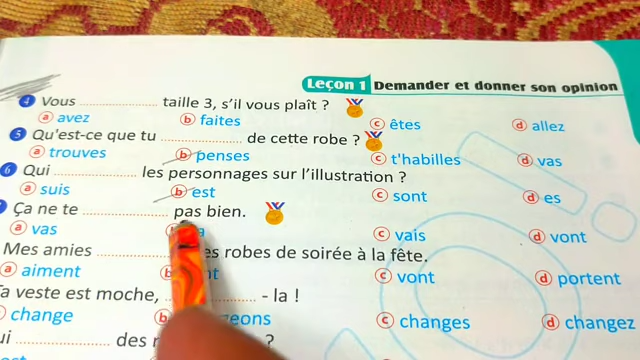 Leçon 1 Demander et donner son opinion
4 Vous ............ taille 3, s'il vous plaît ?
a avez b faites c êtes d allez
5 Qu'est-ce que tu ............ de cette robe ?
a trouves b penses c t'habilles d vas
6 Qui ............ les personnages sur l'illustration ?
a suis b est c sont d es
Ça ne te ............ pas bien.
a vas c vais d vont
Mes amies ............ es robes de soirée à la fête.
a aiment b c vont d portent
veste est moche, ............ - la !
change b eons c changes d changez
............ des ?